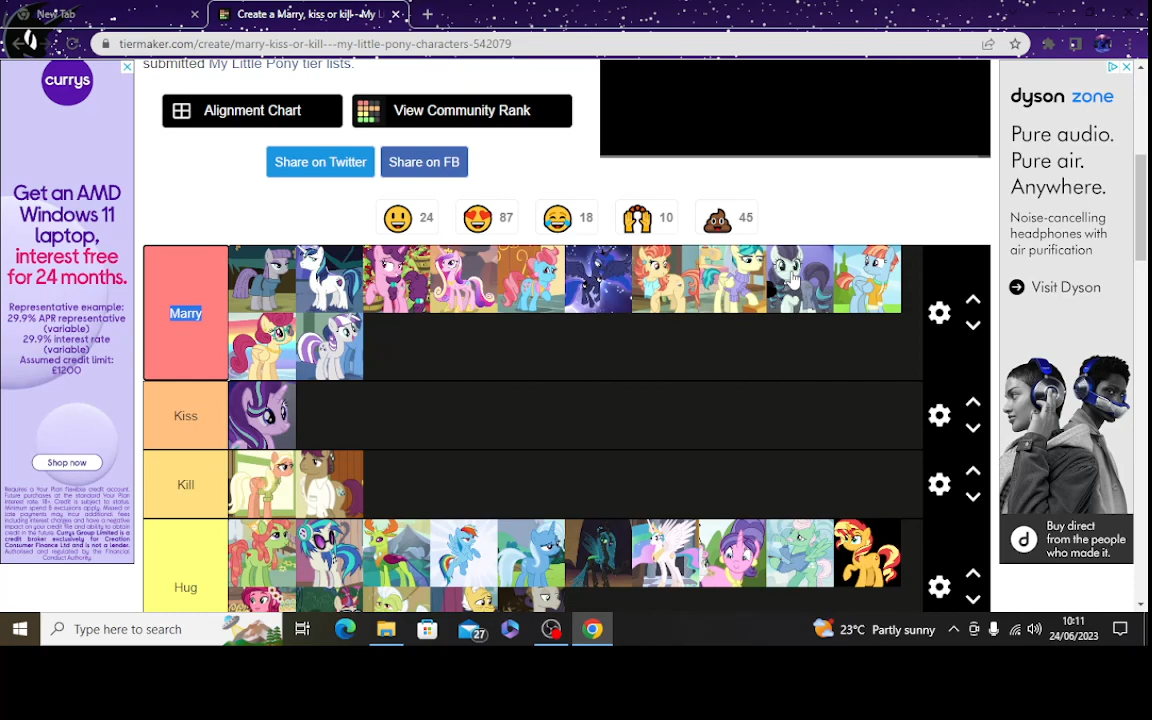 New Tab
Create a Marry, kiss or kill--My Li
tiermaker.com/create/marry-kiss-or-kill---my-little-pony-characters-542079
submitted My Little Pony tier lists.
Alignment Chart
View Community Rank
Share on Twitter
Share on FB
24
87
18
10
45
Marry
Kiss
Kill
Hug
currys
Get an AMD
Windows 11
laptop,
interest free
for 24 months.
Representative example:
29.9% APR representative
(variable)
29.9% interest rate
(variable)
Assumed credit limit:
£1200
Shop now
dyson zone
Pure audio.
Pure air.
Anywhere.
Noise-cancelling
headphones with
air purification
Visit Dyson
Buy direct
from the people
who made it.
Type here to search
27
23°C Partly sunny
10:11
24/06/2023